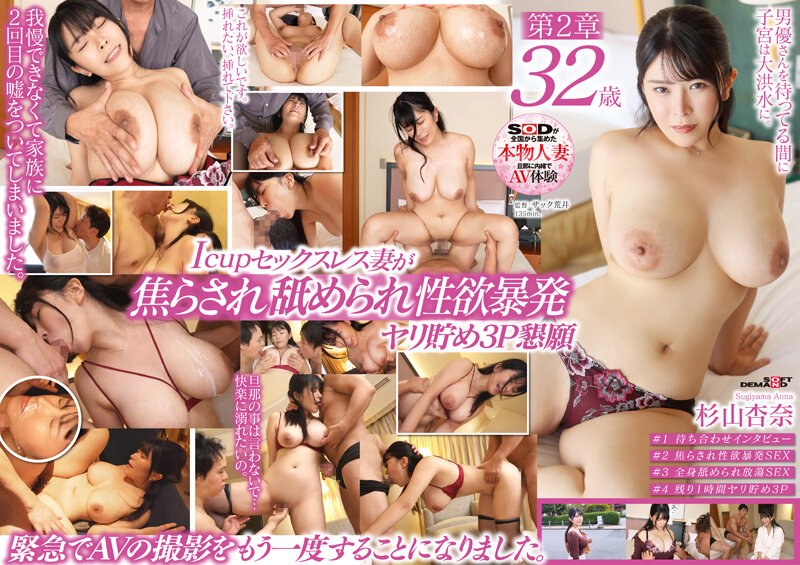 男優さんを待ってる間に
子宮は大洪水に。
第2章
32歳
SODが
全国から集めた
本物人妻
旦那に内緒で
AV体験
監督・ザック荒井
135min.
これが欲しいです。
挿れたい、挿れて下さい。
我慢できなくて家族に
2回目の嘘をついてしまいました。
Icupセックスレス妻が
焦らされ舐められ性欲暴発
ヤリ貯め3P懇願
旦那の事は言わないで…
快楽に溺れたいの。
SOFT ON DEMAND
Sugiyama Anna
杉山杏奈
#1 待ち合わせインタビュー
#2 焦らされ性欲暴発SEX
#3 全身舐められ放蕩SEX
#4 残り1時間ヤリ貯め3P
緊急でAVの撮影をもう一度することになりました。